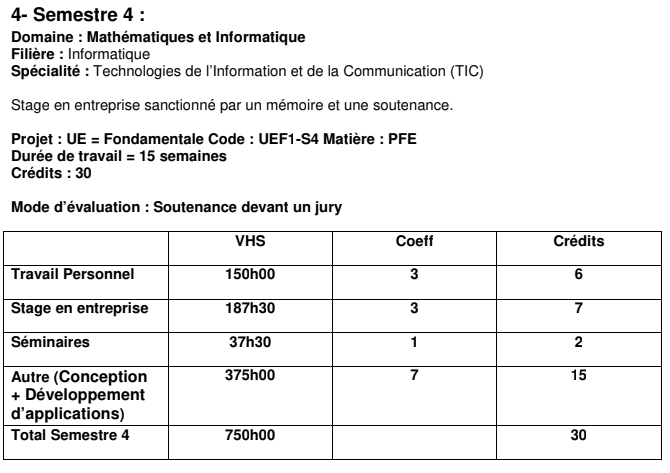 4- Semestre 4 :
Domaine : Mathématiques et Informatique
Filière : Informatique
Spécialité : Technologies de l'Information et de la Communication (TIC)
Stage en entreprise sanctionné par un mémoire et une soutenance.
Projet : UE = Fondamentale Code : UEF1-S4 Matière : PFE
Durée de travail = 15 semaines
Crédits : 30
Mode d'évaluation : Soutenance devant un jury
VHS Coeff Crédits
Travail Personnel 150h00 3 6
Stage en entreprise 187h30 3 7
Séminaires 37h30 1 2
Autre (Conception 375h00 7 15
+ Développement
d'applications)
Total Semestre 4 750h00 30